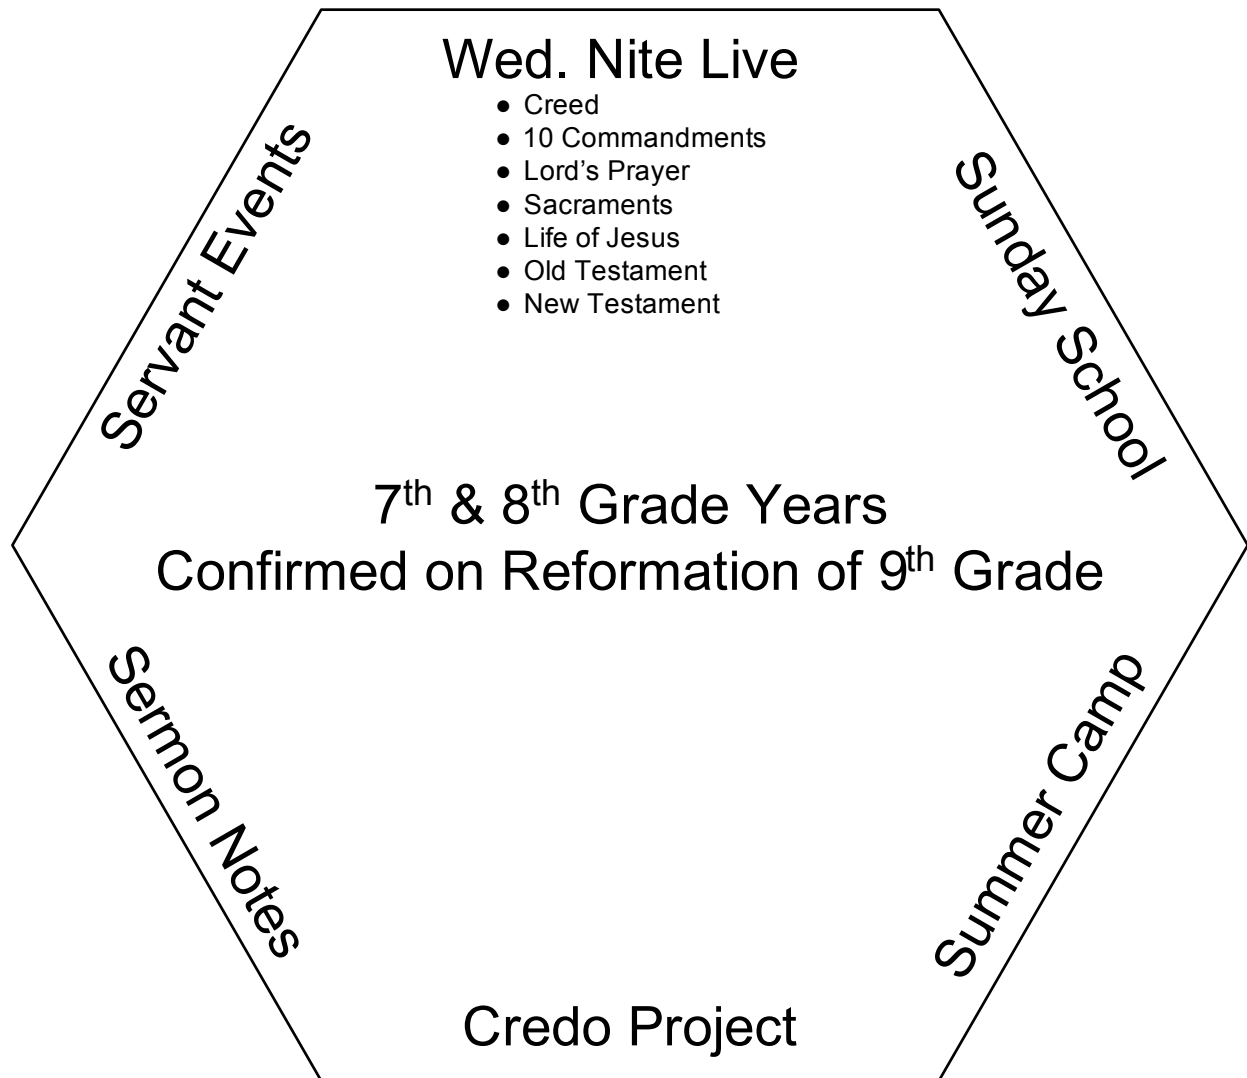 Wed. Nite Live
● Creed
● 10 Commandments
● Lord's Prayer
● Sacraments
● Life of Jesus
● Old Testament
● New Testament
Servant Events
Sunday School
7th & 8th Grade Years
Confirmed on Reformation of 9th Grade
Sermon Notes
Summer Camp
Credo Project